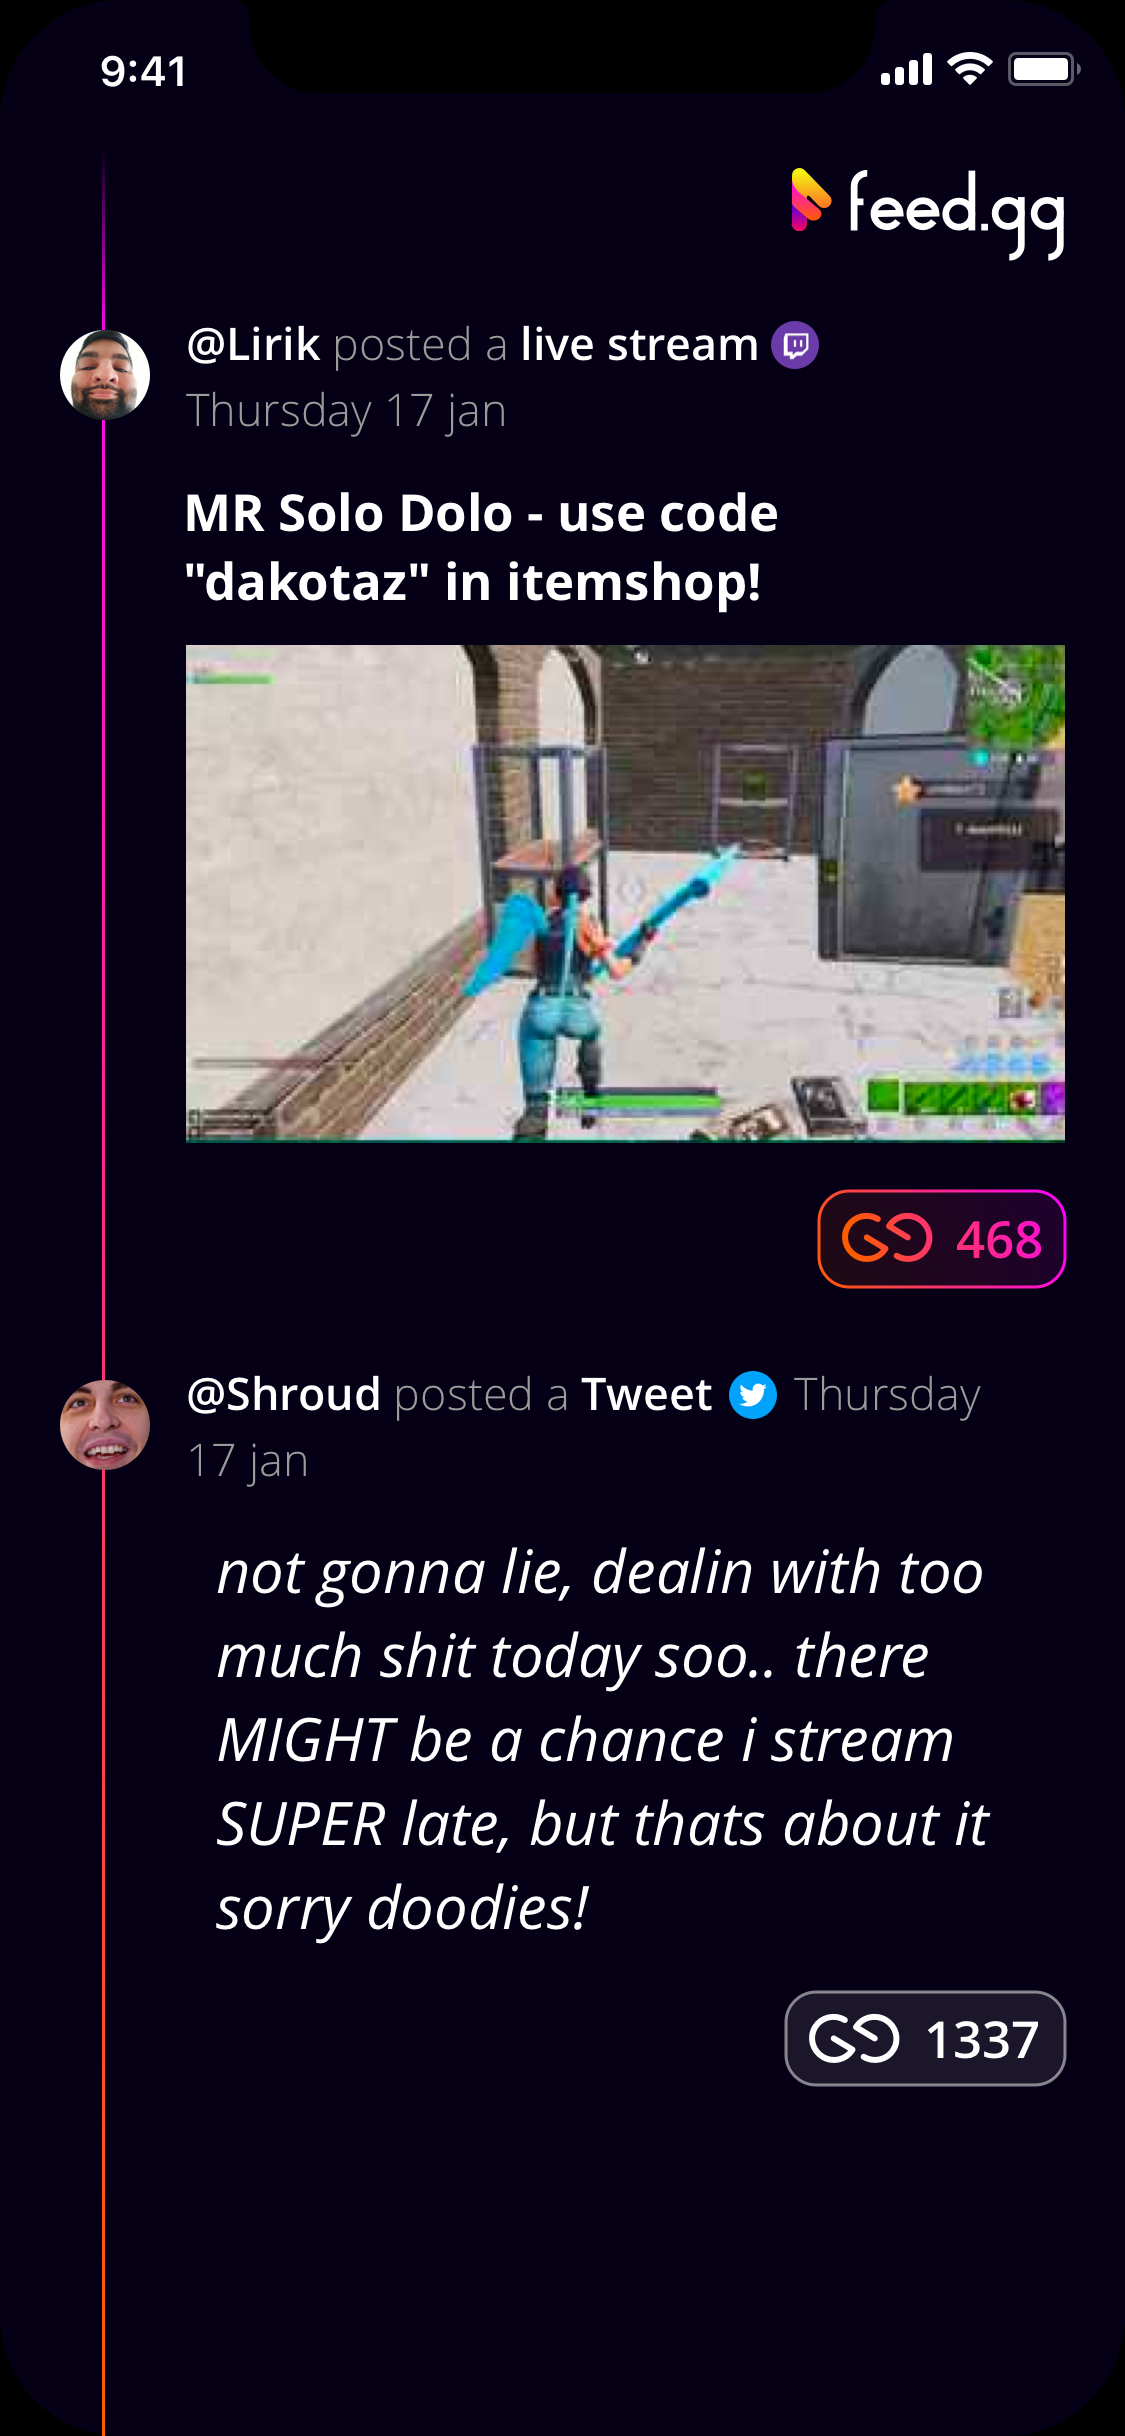 9:41
feed.gg
@Lirik posted a live stream
Thursday 17 jan
MR Solo Dolo - use code
"dakotaz" in itemshop!
468
@Shroud posted a Tweet Thursday
17 jan
not gonna lie, dealin with too
much shit today soo.. there
MIGHT be a chance i stream
SUPER late, but thats about it
sorry doodies!
1337